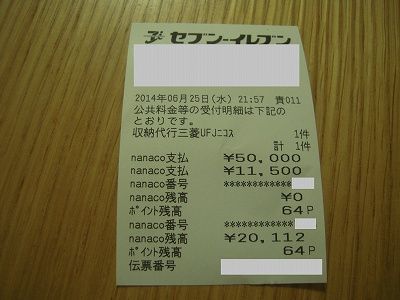 セブン-イレブン
2014年06月25日(水) 21:57 責011
公共料金等の受付明細は下記の
とおりです。
収納代行三菱UFJニコス 1件
計 1件
nanaco支払 ¥50,000
nanaco支払 ¥11,500
nanaco番号 ************
nanaco残高 ¥0
ポイント残高 64P
nanaco番号 ************
nanaco残高 ¥20,112
ポイント残高 64P
伝票番号